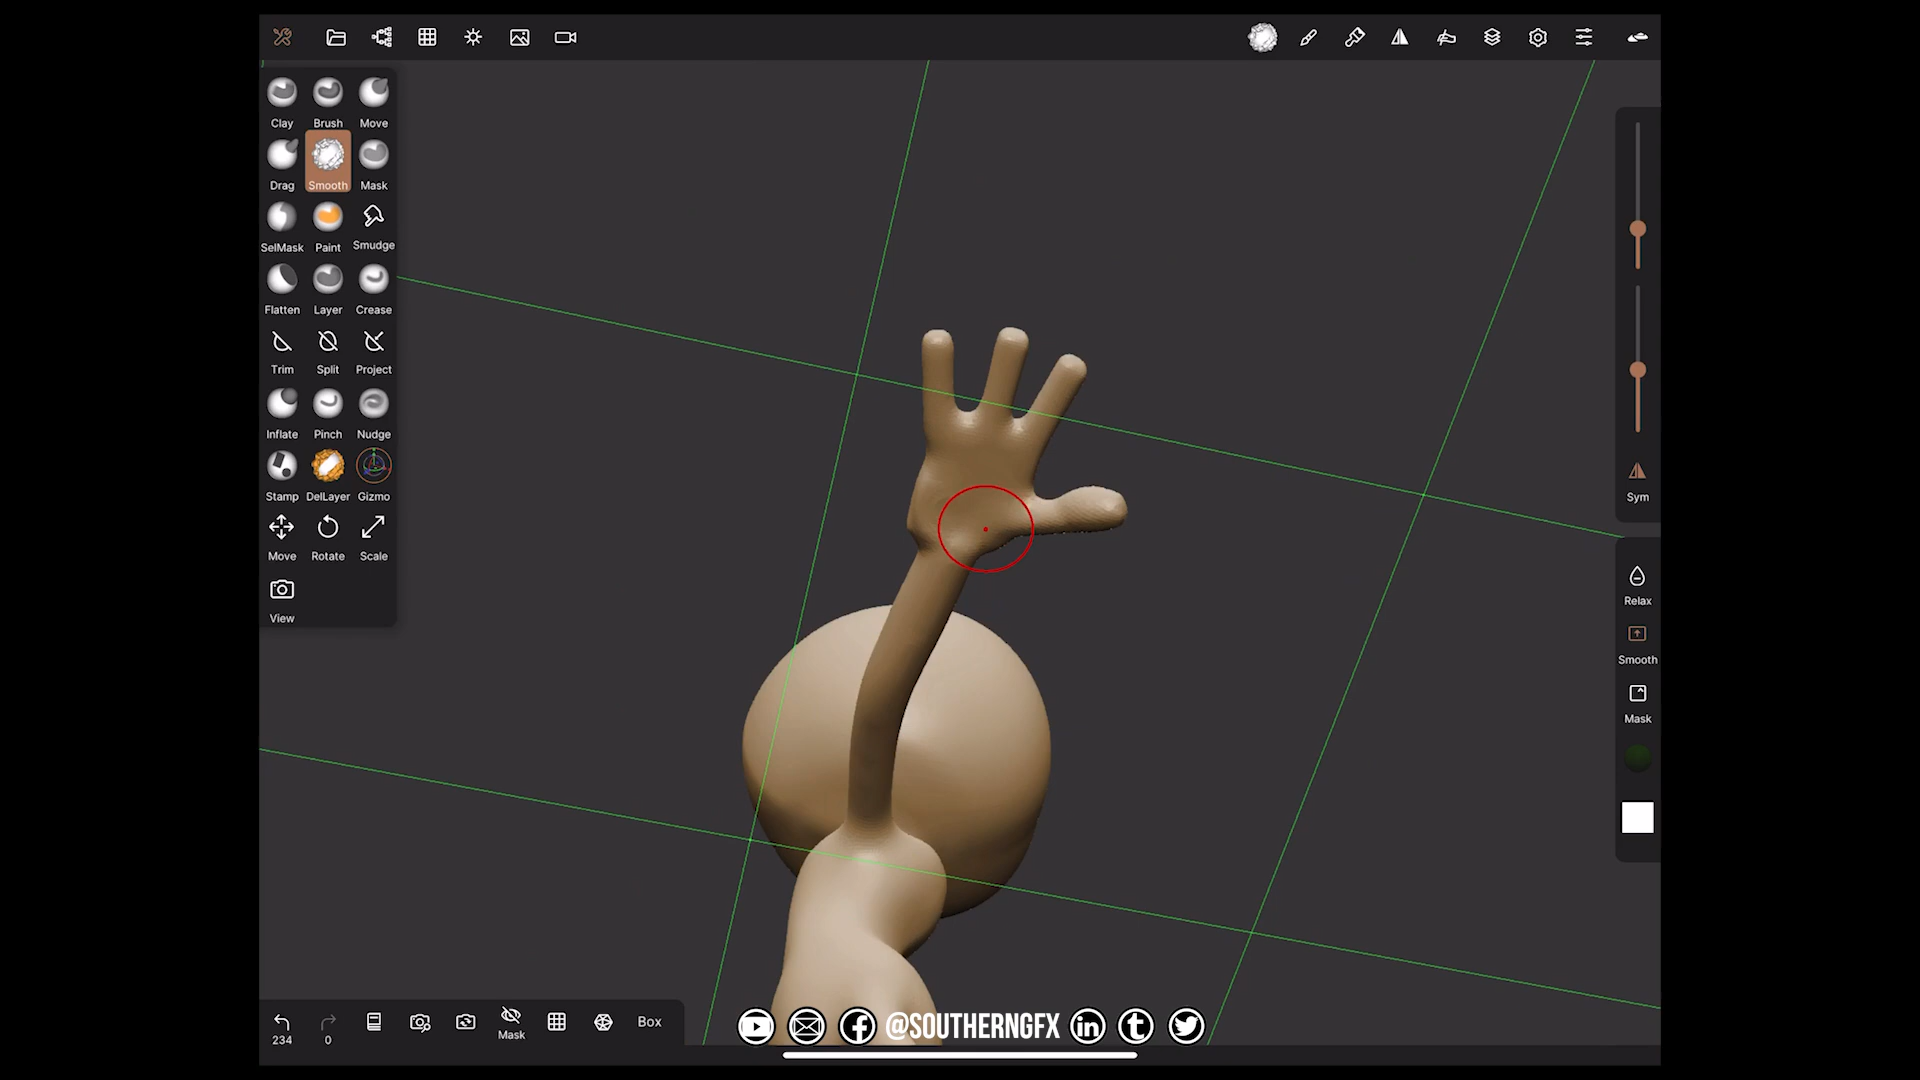 Clay Brush Move
Drag Smooth Mask
SelMask Paint Smudge
Flatten Layer Crease
Trim Split Project
Inflate Pinch Nudge
Stamp DelLayer Gizmo
Move Rotate Scale
View
Sym
Relax
Smooth
Mask
234 0 Mask Box
@SOUTHERNGFX